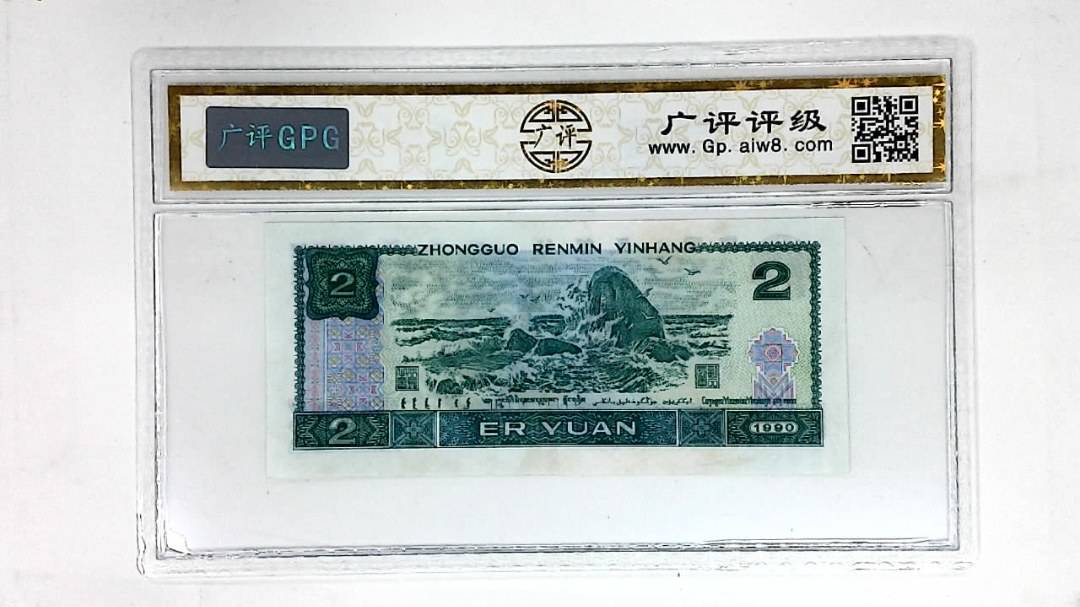 广评GPG
广评
广评评级
www.Gp.aiw8.com
ZHONGGUO RENMIN YINHANG
2
2
2
ER YUAN
1990